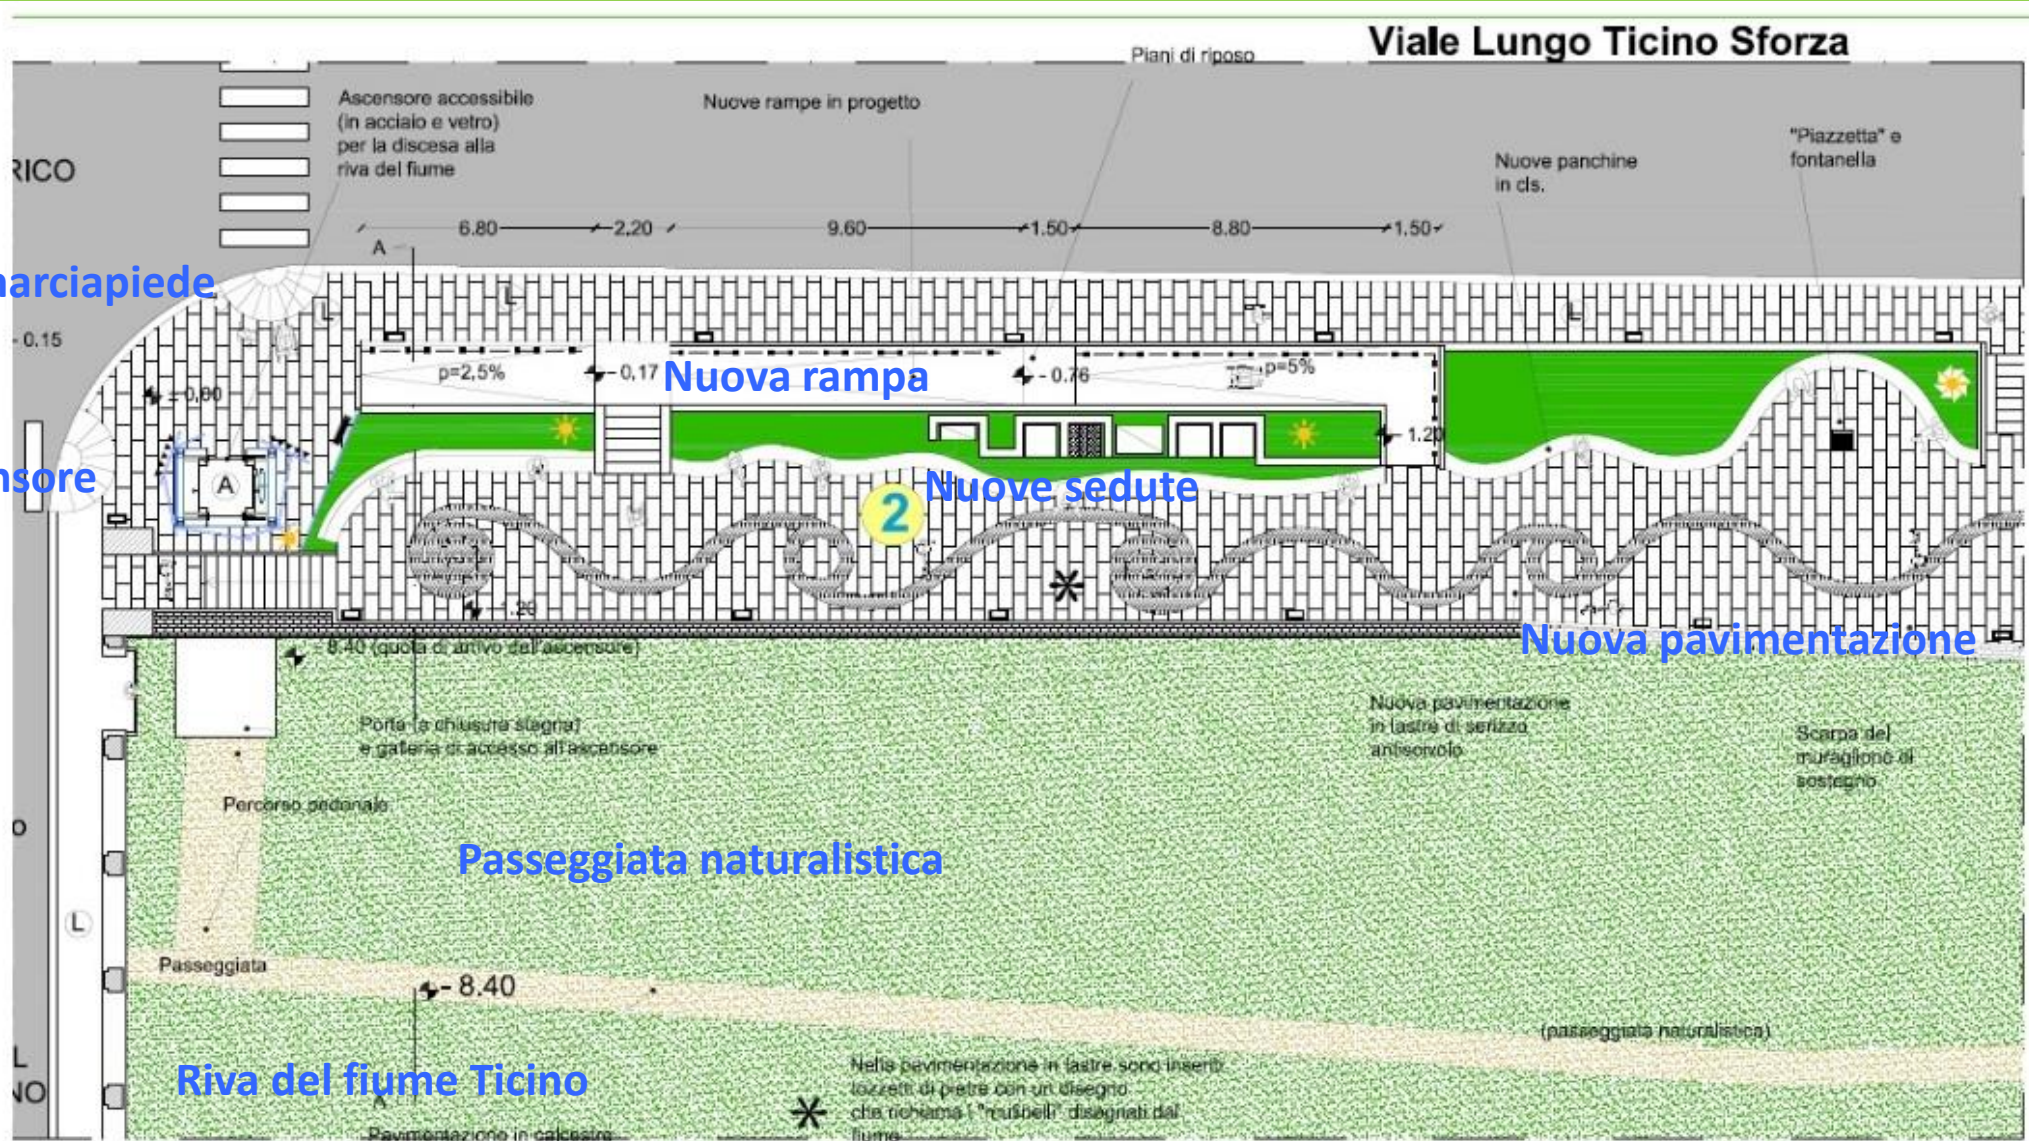 Viale Lungo Ticino Sforza
Piani di riposo
Ascensore accessibile
(in acciaio e vetro)
per la discesa alla
riva del fiume
Nuove rampe in progetto
"Piazzetta" e
fontanella
Nuove panchine
in cls.
RICO
A
6.80
2,20
9.60
1.50
8.80
1.50
marciapiede
L
L
L
- 0.15
p=2,5%
- 0,17
Nuova rampa
- 0.76
p=5%
± 0,00
- 1.20
nsore
A
Nuove sedute
2
- 1.20
Nuova pavimentazione
- 8.40 (quota di arrivo dell'ascensore)
Porta (a chiusura stagna)
e galleria di accesso all'ascensore
Nuova pavimentazione
in lastre di serizzo
antiscivolo
Scarpa del
muraglione di
sostegno
Percorso pedonale
o
Passeggiata naturalistica
L
Passeggiata
- 8.40
(passeggiata naturalistica)
L
NO
Riva del fiume Ticino
A
Nella pavimentazione in lastre sono inseriti
tozzetti di pietre con un disegno
che richiama i "mulinelli" disegnati dal
fiume
Pavimentazione in calcestre